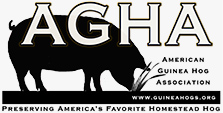 AGHA
AMERICAN
GUINEA HOG
ASSOCIATION
WWW.GUINEAHOGS.ORG
PRESERVING AMERICA'S FAVORITE HOMESTEAD HOG